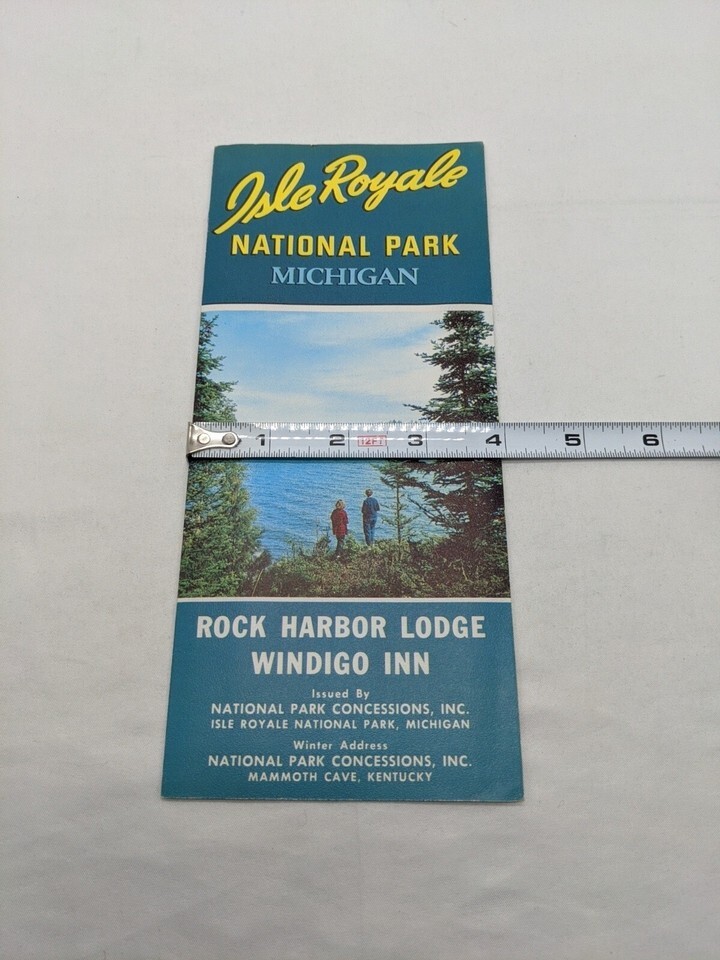 Isle Royale
NATIONAL PARK
MICHIGAN
1 2 12FT 3 4 5 6
ROCK HARBOR LODGE
WINDIGO INN
Issued By
NATIONAL PARK CONCESSIONS, INC.
ISLE ROYALE NATIONAL PARK, MICHIGAN
Winter Address
NATIONAL PARK CONCESSIONS, INC.
MAMMOTH CAVE, KENTUCKY